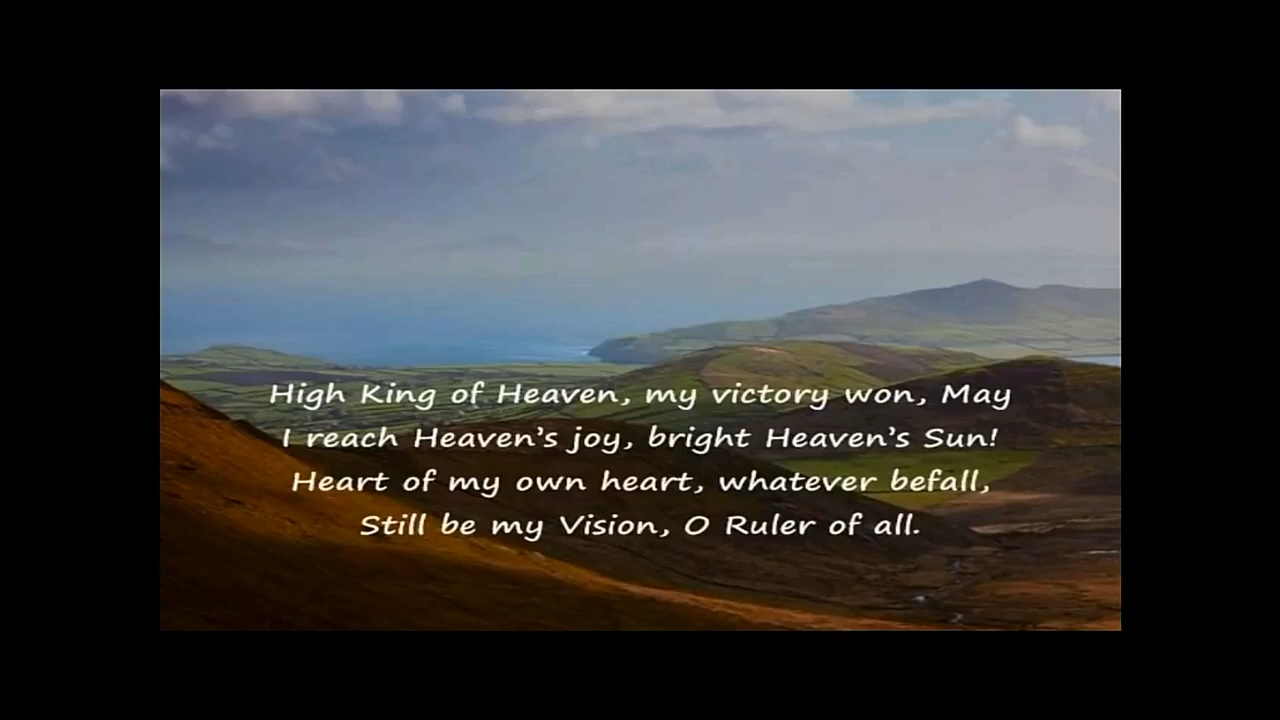 High King of Heaven, my victory won, May
I reach Heaven's joy, bright Heaven's Sun!
Heart of my own heart, whatever befall,
Still be my Vision, O Ruler of all.